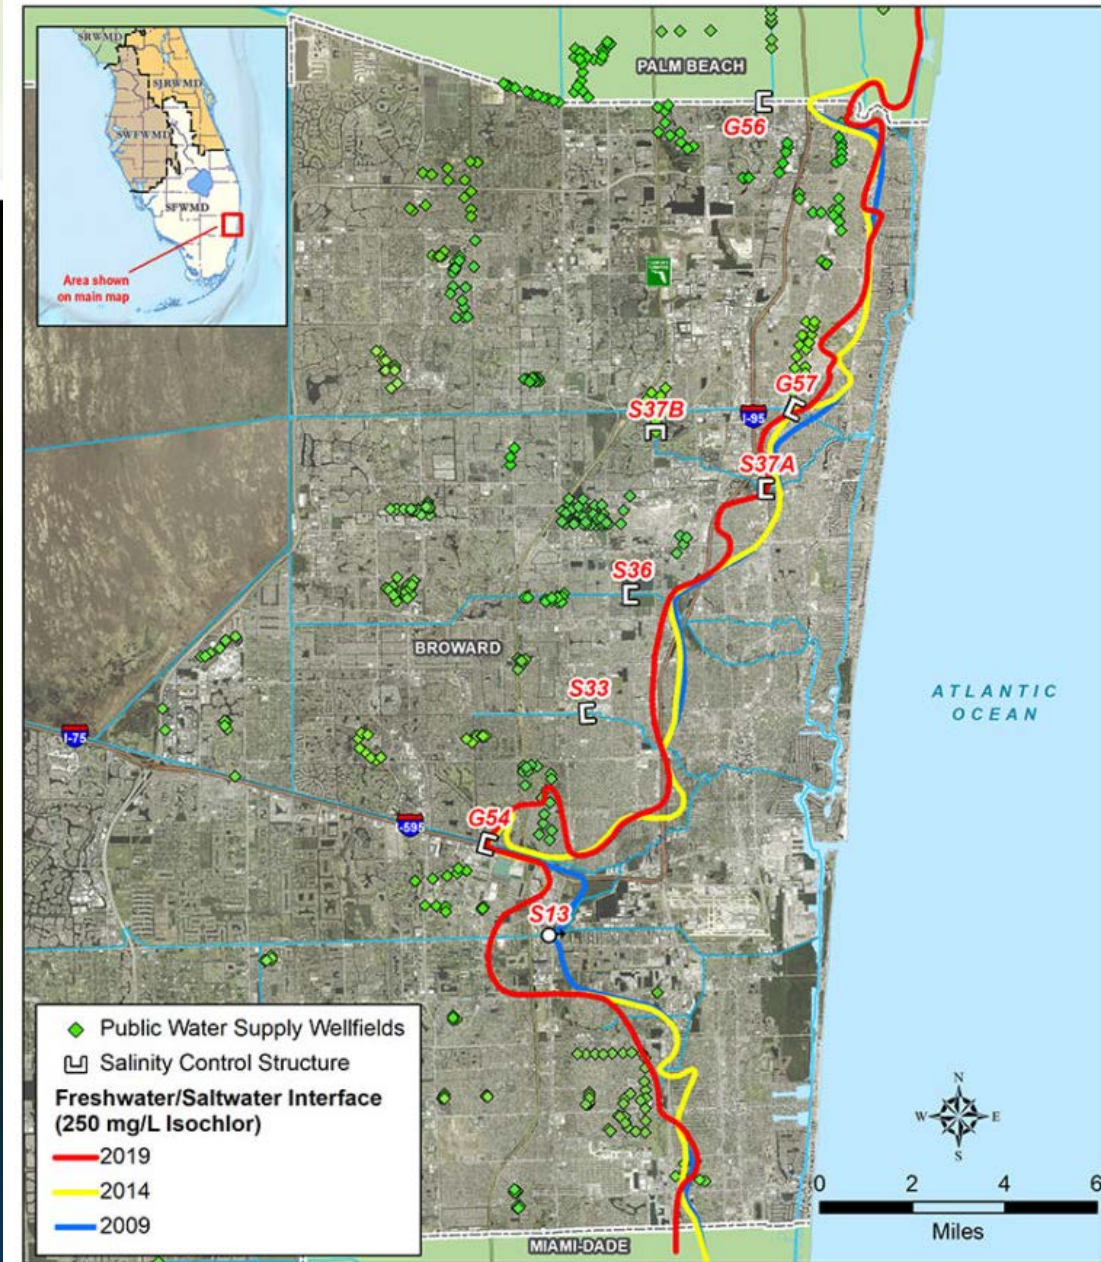 SRWMD
SJRWMD
SWFWMD
SFWMD
Area shown
on main map
PALM BEACH
G56
G57
S37B
I-95
S37A
S36
BROWARD
S33
ATLANTIC
OCEAN
I-75
G54
I-595
S13
Public Water Supply Wellfields
Salinity Control Structure
Freshwater/Saltwater Interface
(250 mg/L Isochlor)
2019
2014
2009
N
W E
S
0 2 4 6
Miles
MIAMI-DADE